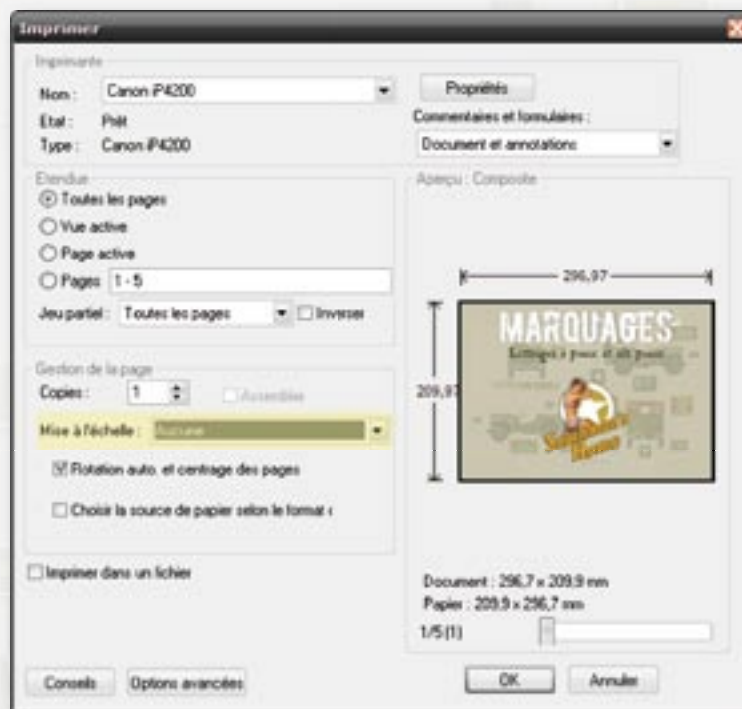 Imprimer
Imprimante
Nom : Canon iP4200
Propriétés
Etat : Prêt
Commentaires et formulaires :
Type : Canon iP4200
Document et annotations
Etendue
Toutes les pages
Vue active
Page active
Pages 1 - 5
Jeu partiel : Toutes les pages
Inverser
Gestion de la page
Copies : 1
Assemblées
Mise à l'échelle : Aucune
Rotation auto. et centrage des pages
Choisir la source de papier selon le format
Imprimer dans un fichier
Conseils
Options avancées
Aperçu : Composite
296,97
209,97
MARQUAGES
Document : 296,7 x 209,9 mm
Papier : 209,9 x 296,7 mm
1/5 (1)
OK
Annuler